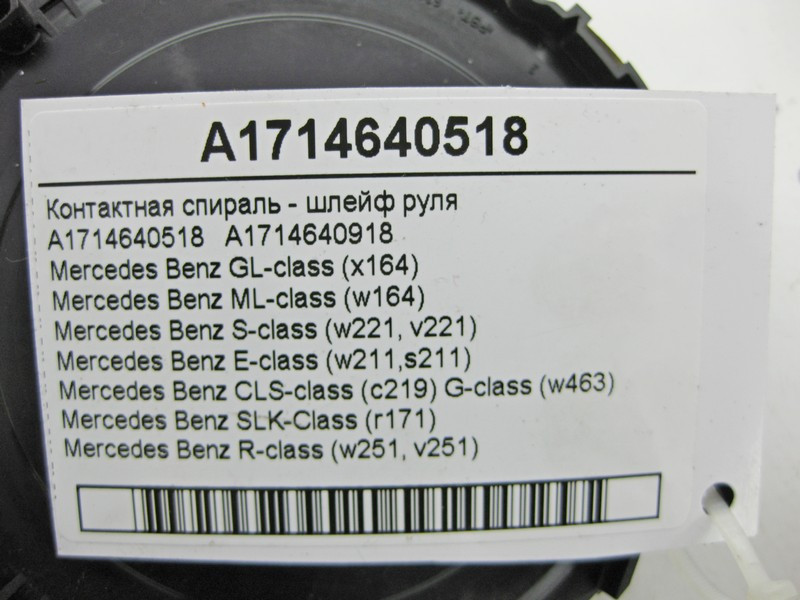 A1714640518
Контактная спираль - шлейф руля
A1714640518 A1714640918
Mercedes Benz GL-class (x164)
Mercedes Benz ML-class (w164)
Mercedes Benz S-class (w221, v221)
Mercedes Benz E-class (w211,s211)
Mercedes Benz CLS-class (c219) G-class (w463)
Mercedes Benz SLK-Class (r171)
Mercedes Benz R-class (w251, v251)